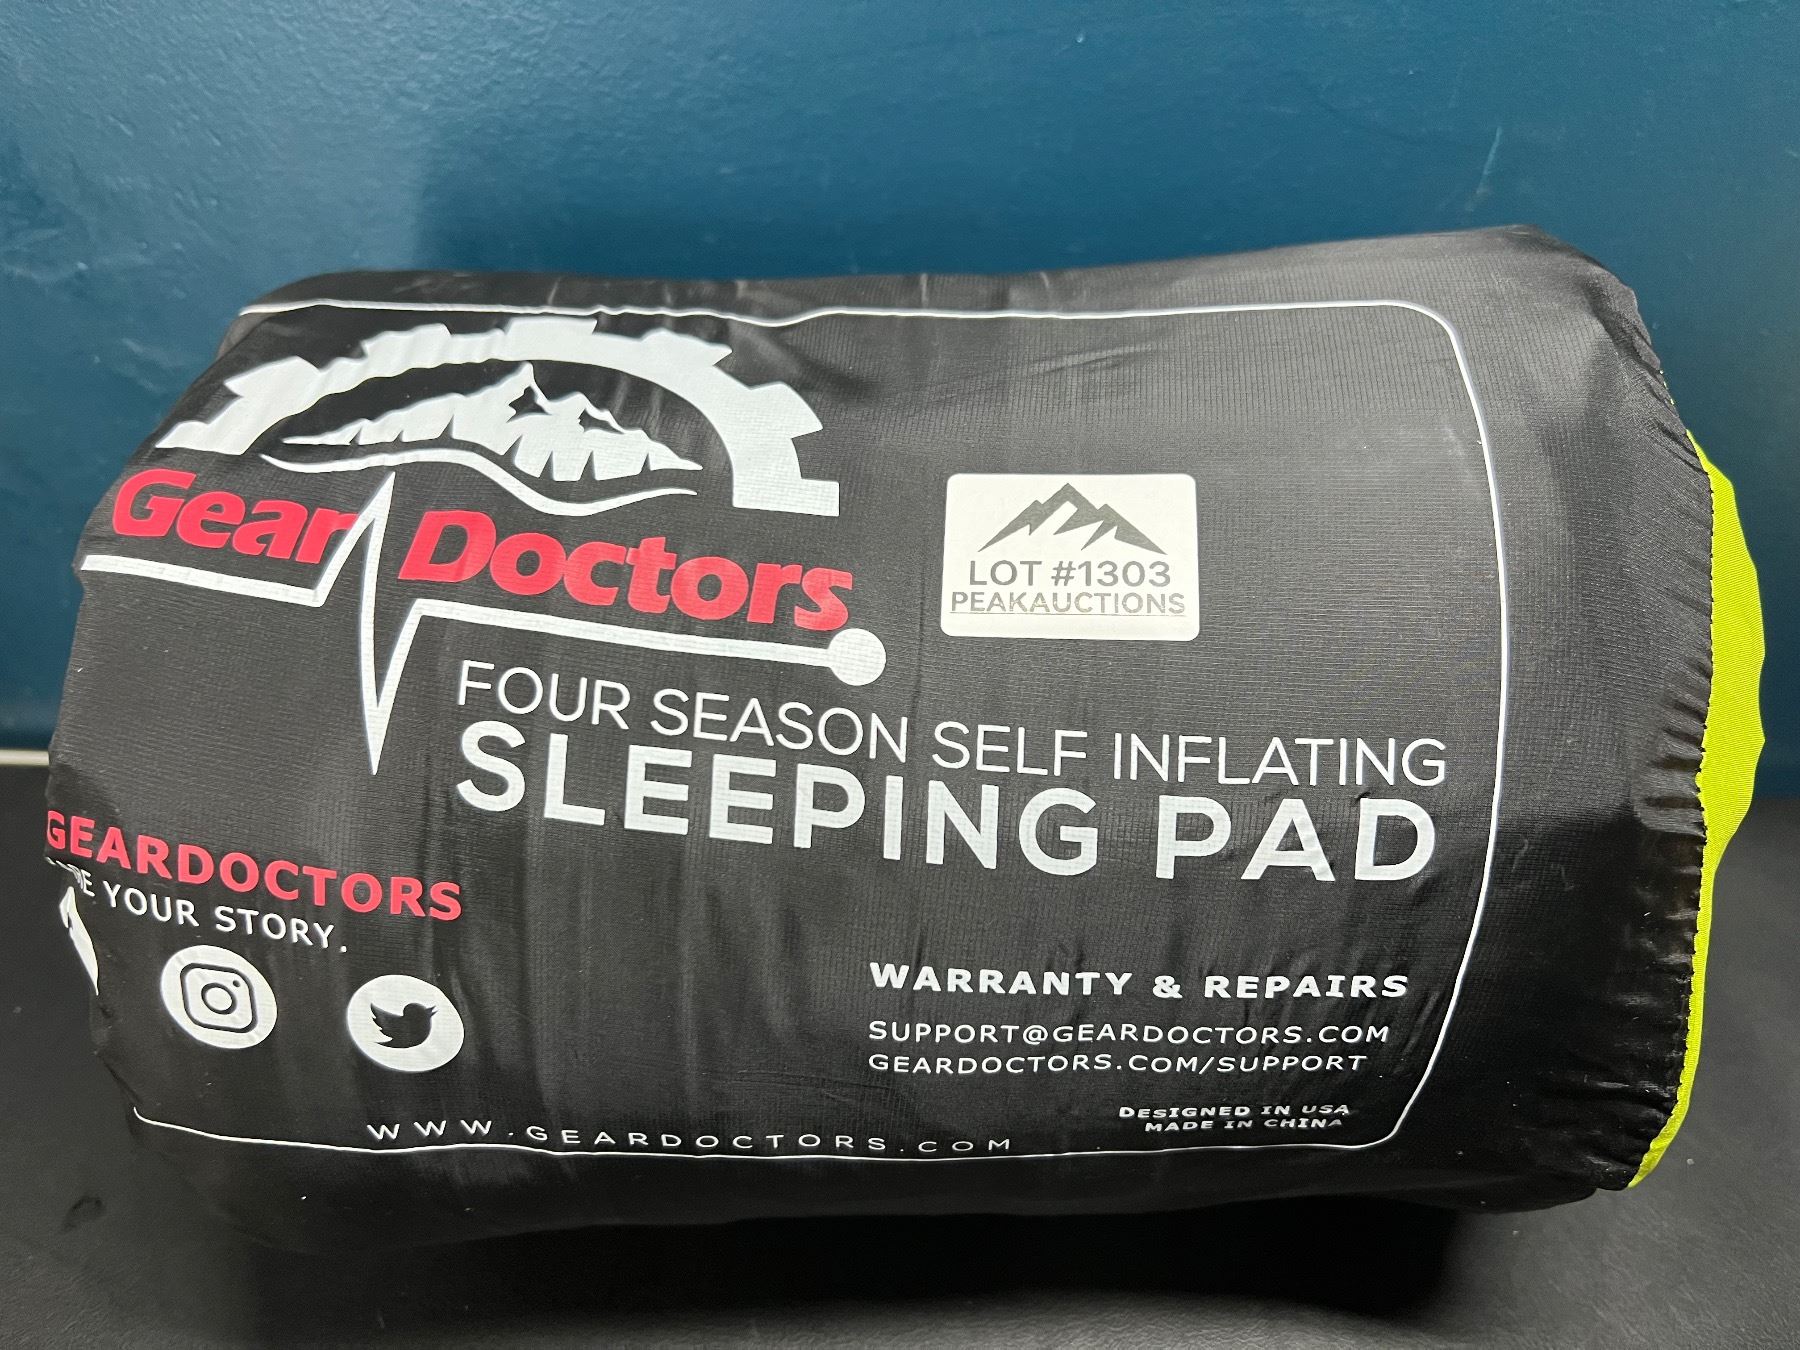 Gear Doctors
LOT #1303
PEAKAUCTIONS
FOUR SEASON SELF INFLATING
SLEEPING PAD
GEARDOCTORS
YOUR STORY.
WARRANTY & REPAIRS
SUPPORT@GEARDOCTORS.COM
GEARDOCTORS.COM/SUPPORT
DESIGNED IN USA
MADE IN CHINA
WWW.GEARDOCTORS.COM